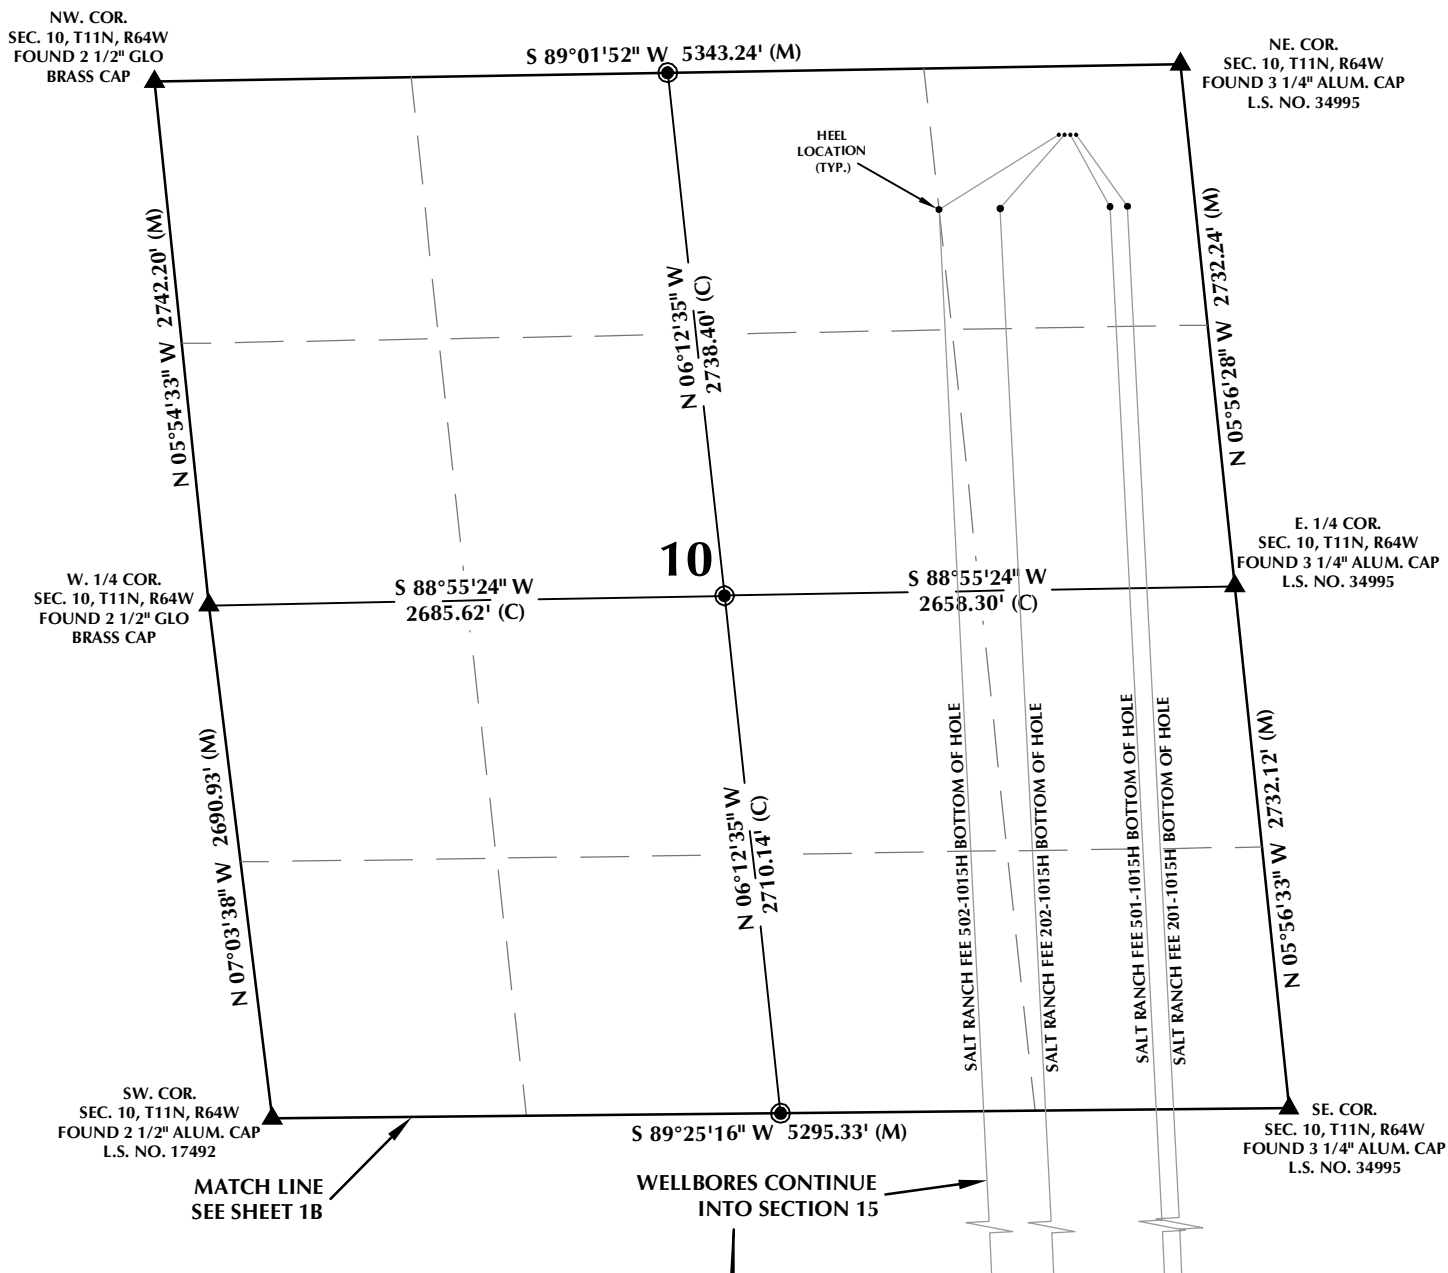 NW. COR.
SEC. 10, T11N, R64W
FOUND 2 1/2" GLO
BRASS CAP
S 89°01'52" W 5343.24' (M)
NE. COR.
SEC. 10, T11N, R64W
FOUND 3 1/4" ALUM. CAP
L.S. NO. 34995
HEEL
LOCATION
(TYP.)
N 05°54'33" W 2742.20' (M)
N 06°12'35" W
2738.40' (C)
N 05°56'28" W 2732.24' (M)
10
W. 1/4 COR.
SEC. 10, T11N, R64W
FOUND 2 1/2" GLO
BRASS CAP
S 88°55'24" W
2685.62' (C)
S 88°55'24" W
2658.30' (C)
E. 1/4 COR.
SEC. 10, T11N, R64W
FOUND 3 1/4" ALUM. CAP
L.S. NO. 34995
N 07°03'38" W 2690.93' (M)
N 06°12'35" W
2710.14' (C)
SALT RANCH FEE 502-1015H BOTTOM OF HOLE
SALT RANCH FEE 202-1015H BOTTOM OF HOLE
SALT RANCH FEE 501-1015H BOTTOM OF HOLE
SALT RANCH FEE 201-1015H BOTTOM OF HOLE
N 05°56'33" W 2732.12' (M)
SW. COR.
SEC. 10, T11N, R64W
FOUND 2 1/2" ALUM. CAP
L.S. NO. 17492
S 89°25'16" W 5295.33' (M)
SE. COR.
SEC. 10, T11N, R64W
FOUND 3 1/4" ALUM. CAP
L.S. NO. 34995
MATCH LINE
SEE SHEET 1B
WELLBORES CONTINUE
INTO SECTION 15